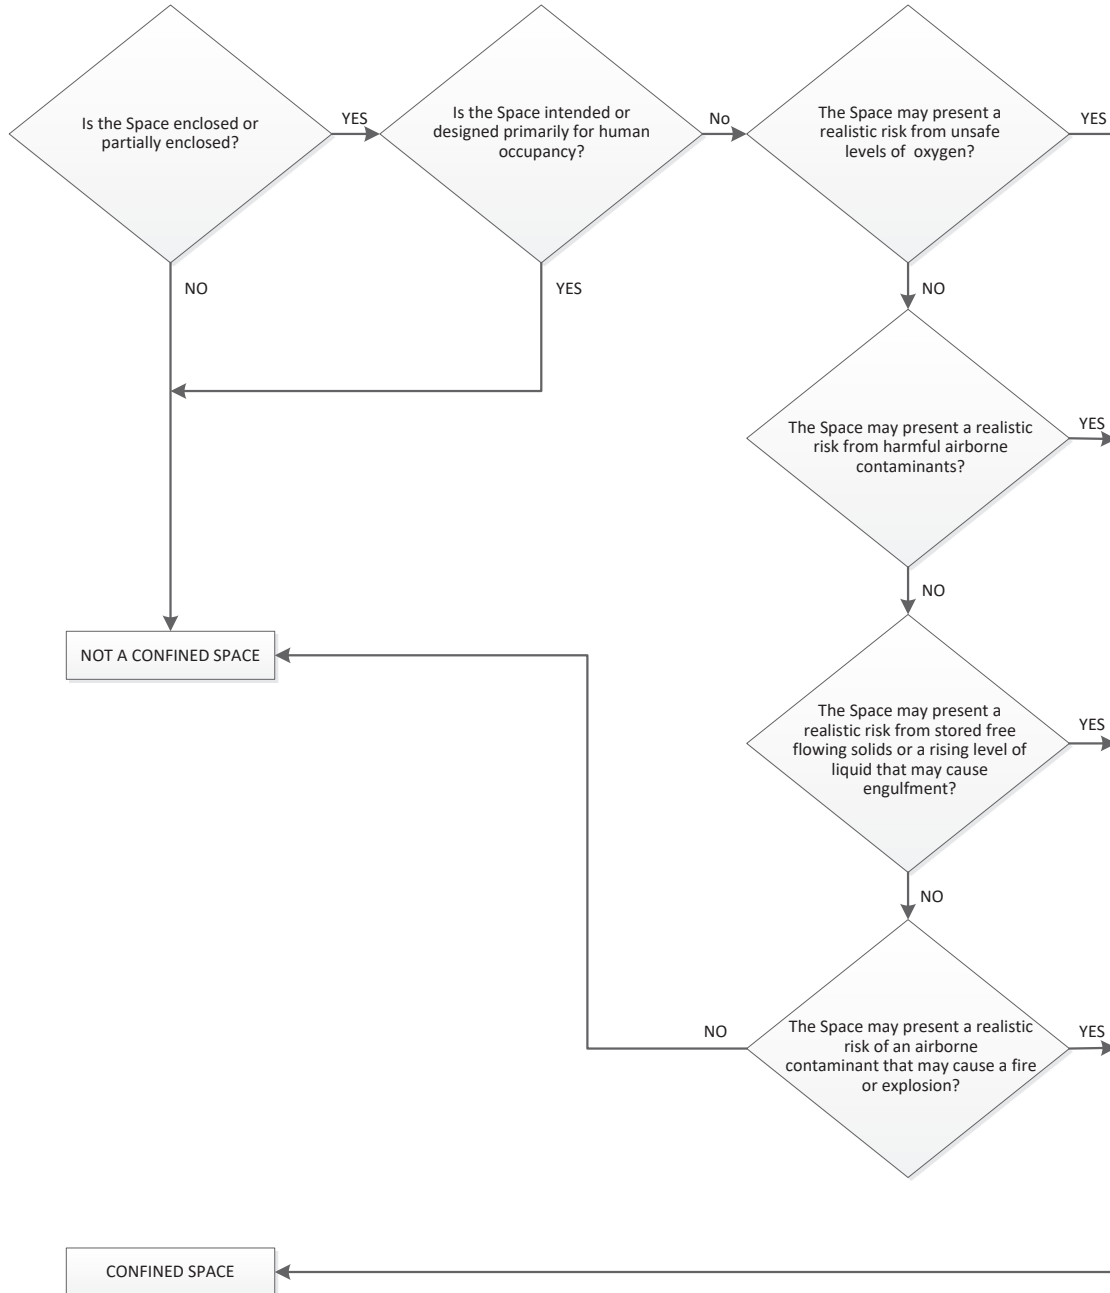 Is the Space enclosed or
partially enclosed?
YES
Is the Space intended or
designed primarily for human
occupancy?
No
The Space may present a
realistic risk from unsafe
levels of oxygen?
YES
NO
YES
NO
The Space may present a realistic
risk from harmful airborne
contaminants?
YES
NO
NOT A CONFINED SPACE
The Space may present a
realistic risk from stored free
flowing solids or a rising level of
liquid that may cause
engulfment?
YES
NO
NO
The Space may present a realistic
risk of an airborne
contaminant that may cause a fire
or explosion?
YES
CONFINED SPACE